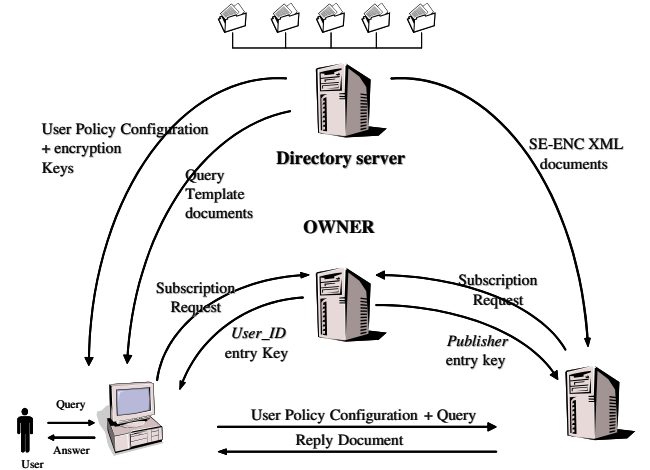 User Policy Configuration
+ encryption
Keys
SE-ENC XML
documents
Directory server
Query
Template
documents
OWNER
Subscription
Request
Subscription
Request
User_ID
entry Key
Publisher
entry key
Query
Answer
User
User Policy Configuration + Query
Reply Document